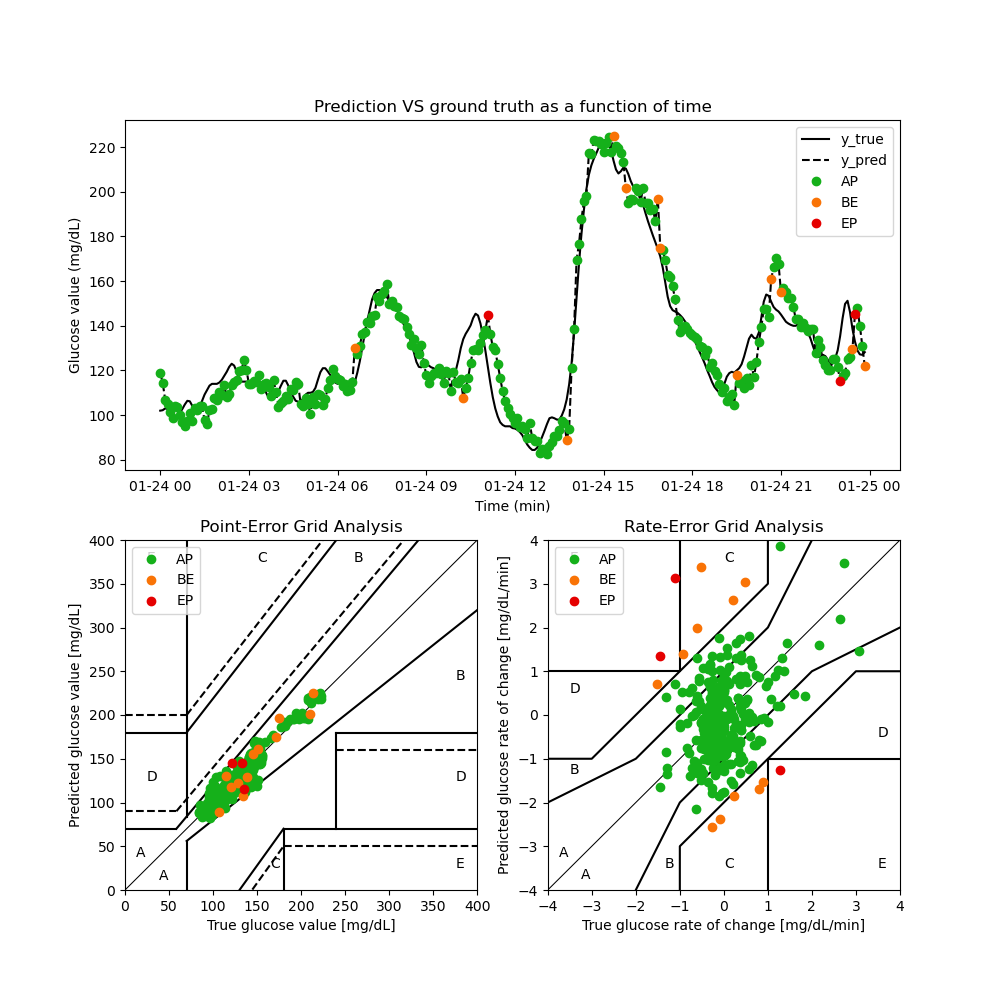 Prediction VS ground truth as a function of time
Glucose value (mg/dL)
220
200
180
160
140
120
100
80
y_true
y_pred
AP
BE
EP
01-24 00 01-24 03 01-24 06 01-24 09 01-24 12 01-24 15 01-24 18 01-24 21 01-25 00
Time (min)
Point-Error Grid Analysis
Predicted glucose value [mg/dL]
400
350
300
250
200
150
100
50
0
AP
BE
EP
C B
B
D D
A
A
C E
0 50 100 150 200 250 300 350 400
True glucose value [mg/dL]
Rate-Error Grid Analysis
Predicted glucose rate of change [mg/dL/min]
4
3
2
1
0
−1
−2
−3
−4
AP
BE
EP
C
D
D
B
A
A
B C E
−4 −3 −2 −1 0 1 2 3 4
True glucose rate of change [mg/dL/min]